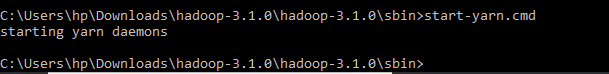 C:\Users\hp\Downloads\hadoop-3.1.0\hadoop-3.1.0\sbin>start-yarn.cmd
starting yarn daemons
C:\Users\hp\Downloads\hadoop-3.1.0\hadoop-3.1.0\sbin>